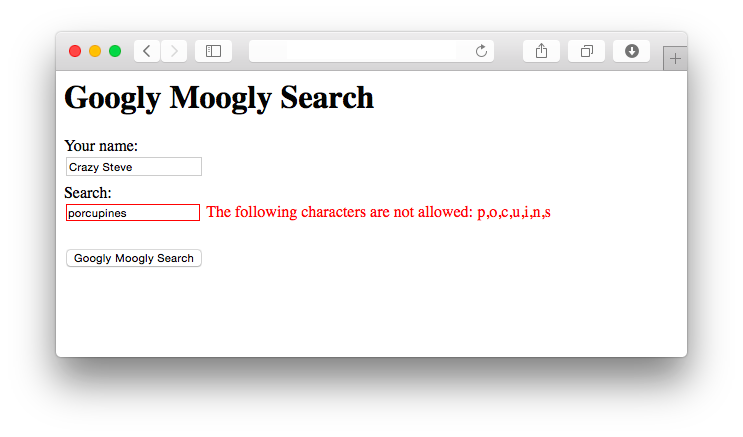 Googly Moogly Search
Your name:
Crazy Steve
Search:
porcupines The following characters are not allowed: p,o,c,u,i,n,s
Googly Moogly Search